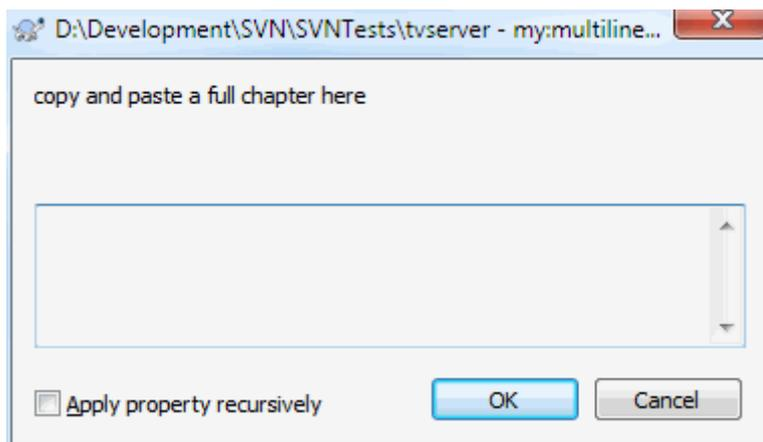 D:\Development\SVN\SVNTests\tvserver - my:multiline...
copy and paste a full chapter here
Apply property recursively
OK
Cancel